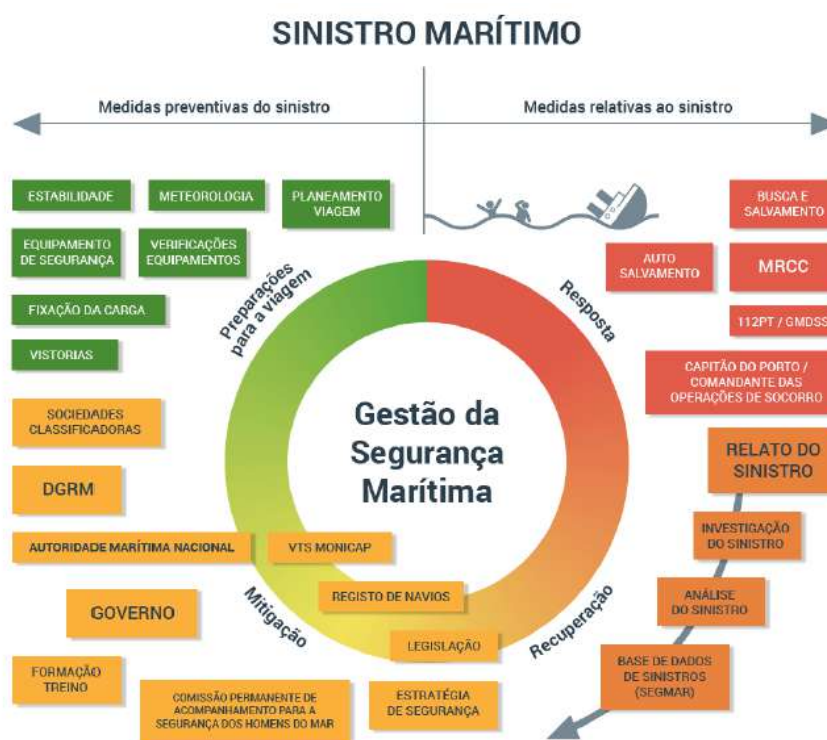 SINISTRO MARÍTIMO
Medidas preventivas do sinistro
Medidas relativas ao sinistro
ESTABILIDADE
METEOROLOGIA
PLANEAMENTO
VIAGEM
EQUIPAMENTO
DE SEGURANÇA
VERIFICAÇÕES
EQUIPAMENTOS
FIXAÇÃO DA CARGA
VISTORIAS
Preparações
para a viagem
Resposta
BUSCA E
SALVAMENTO
AUTO
SALVAMENTO
MRCC
112PT / GMDSS
CAPITÃO DO PORTO /
COMANDANTE DAS
OPERAÇÕES DE SOCORRO
Gestão da
Segurança
Marítima
SOCIEDADES
CLASSIFICADORAS
DGRM
AUTORIDADE MARÍTIMA NACIONAL
VTS MONICAP
REGISTO DE NAVIOS
GOVERNO
Mitigação
LEGISLAÇÃO
FORMAÇÃO
TREINO
COMISSÃO PERMANENTE DE
ACOMPANHAMENTO PARA A
SEGURANÇA DOS HOMENS DO MAR
ESTRATÉGIA
DE SEGURANÇA
Recuperação
RELATO DO
SINISTRO
INVESTIGAÇÃO
DO SINISTRO
ANÁLISE
DO SINISTRO
BASE DE DADOS
DE SINISTROS
(SEGMAR)